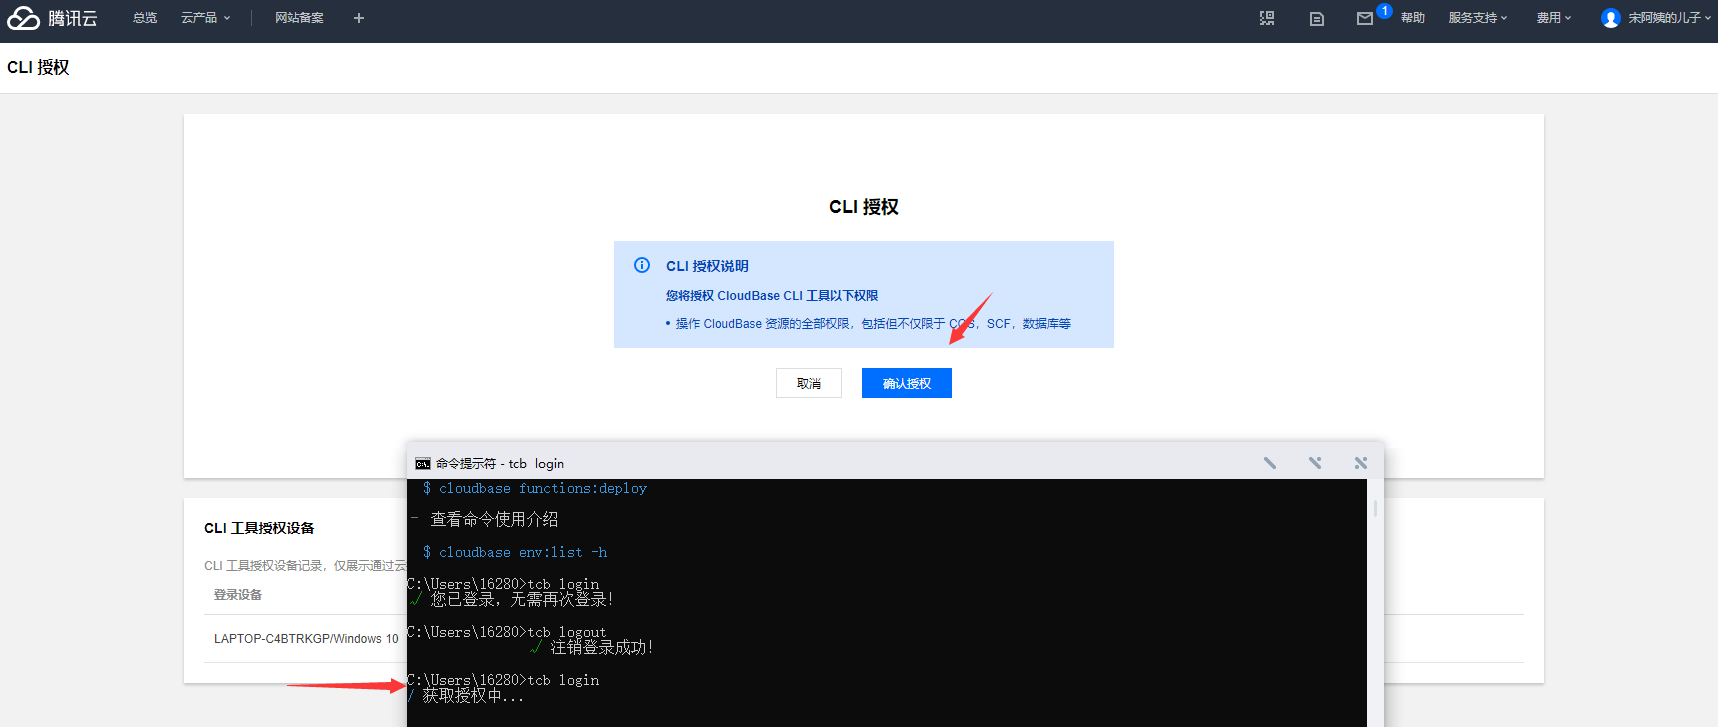 腾讯云 总览 云产品 网站备案 + 1 帮助 服务支持 费用 宋阿姨的儿子
CLI 授权
CLI 授权
CLI 授权说明
您将授权 CloudBase CLI 工具以下权限
• 操作 CloudBase 资源的全部权限，包括但不仅限于 COS，SCF，数据库等
取消 确认授权
CLI 工具授权设备
CLI 工具授权设备记录，仅展示通过云
登录设备
LAPTOP-C4BTRKGP/Windows 10
命令提示符 - tcb login
$ cloudbase functions:deploy
- 查看命令使用介绍
$ cloudbase env:list -h
C:\Users\16280>tcb login
√ 您已登录，无需再次登录！
C:\Users\16280>tcb logout
√ 注销登录成功！
C:\Users\16280>tcb login
/ 获取授权中...